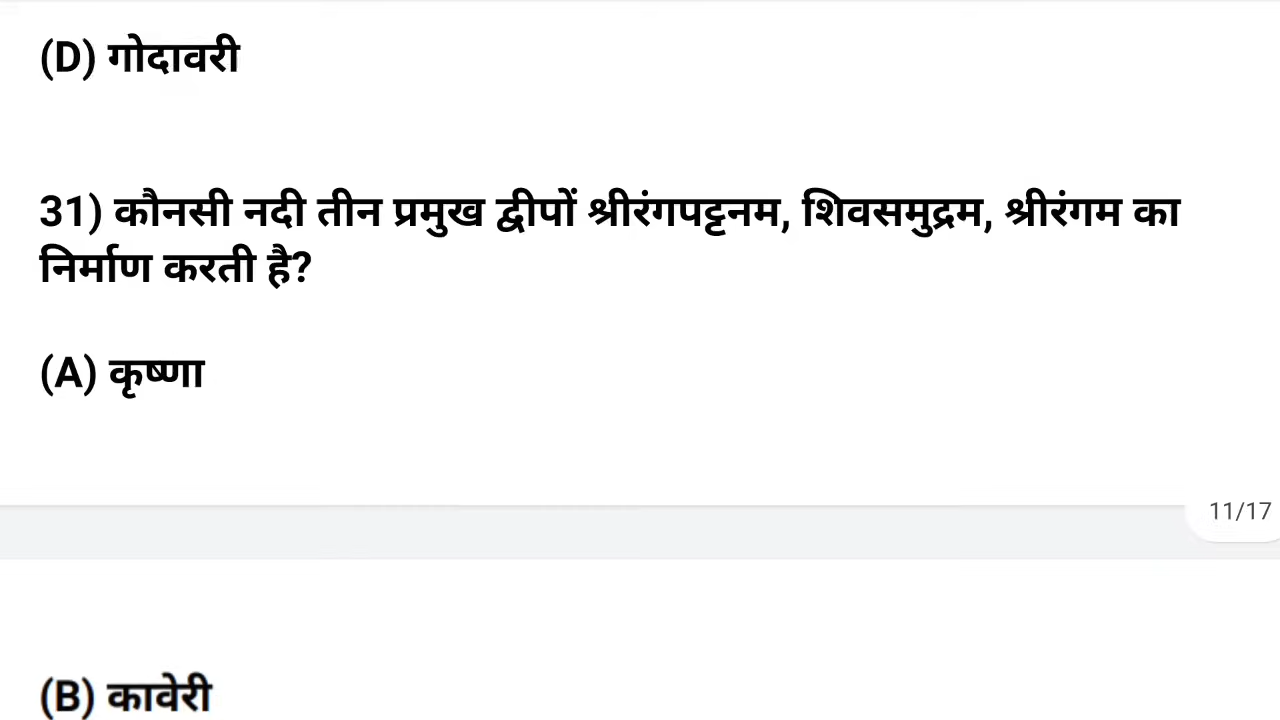 (D) गोदावरी
31) कौनसी नदी तीन प्रमुख द्वीपों श्रीरंगपट्टनम, शिवसमुद्रम, श्रीरंगम का
निर्माण करती है?
(A) कृष्णा
11/17
(B) कावेरी